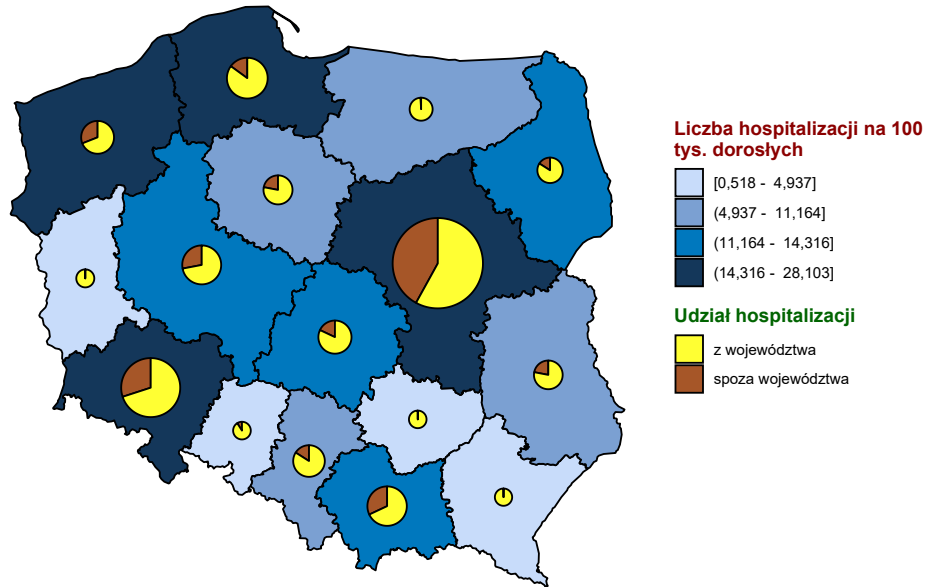 Liczba hospitalizacji na 100
tys. dorosłych
[0,518 - 4,937]
(4,937 - 11,164]
(11,164 - 14,316]
(14,316 - 28,103]
Udział hospitalizacji
z województwa
spoza województwa